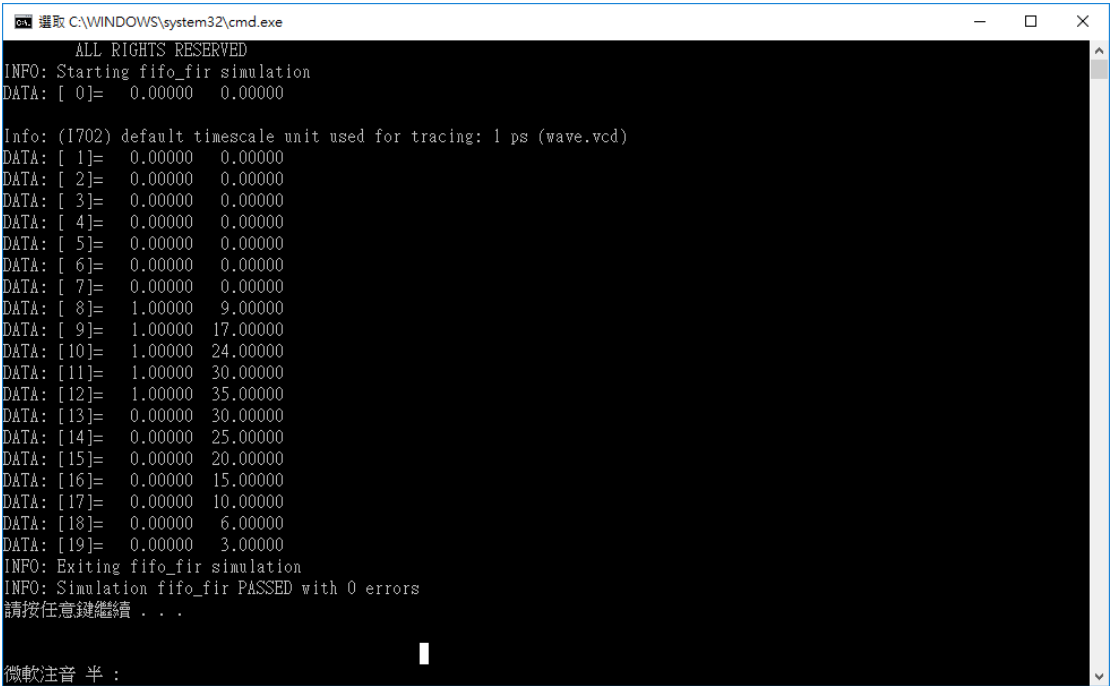 選取 C:\WINDOWS\system32\cmd.exe
ALL RIGHTS RESERVED
INFO: Starting fifo_fir simulation
DATA: [ 0]=   0.00000   0.00000
Info: (I702) default timescale unit used for tracing: 1 ps (wave.vcd)
DATA: [ 1]=   0.00000   0.00000
DATA: [ 2]=   0.00000   0.00000
DATA: [ 3]=   0.00000   0.00000
DATA: [ 4]=   0.00000   0.00000
DATA: [ 5]=   0.00000   0.00000
DATA: [ 6]=   0.00000   0.00000
DATA: [ 7]=   0.00000   0.00000
DATA: [ 8]=   1.00000   9.00000
DATA: [ 9]=   1.00000  17.00000
DATA: [10]=   1.00000  24.00000
DATA: [11]=   1.00000  30.00000
DATA: [12]=   1.00000  35.00000
DATA: [13]=   0.00000  30.00000
DATA: [14]=   0.00000  25.00000
DATA: [15]=   0.00000  20.00000
DATA: [16]=   0.00000  15.00000
DATA: [17]=   0.00000  10.00000
DATA: [18]=   0.00000   6.00000
DATA: [19]=   0.00000   3.00000
INFO: Exiting fifo_fir simulation
INFO: Simulation fifo_fir PASSED with 0 errors
請按任意鍵繼續 . . .
微軟注音 半 :